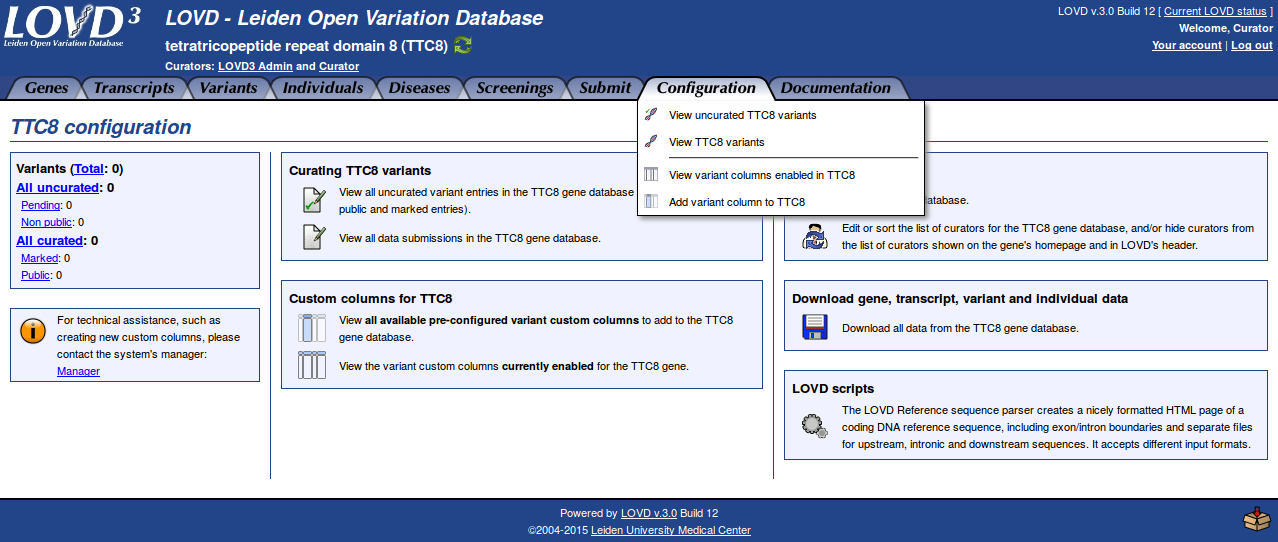 LOVD 3
Leiden Open Variation Database
LOVD - Leiden Open Variation Database
tetratricopeptide repeat domain 8 (TTC8)
Curators: LOVD3 Admin and Curator
LOVD v.3.0 Build 12 [ Current LOVD status ]
Welcome, Curator
Your account | Log out
Genes Transcripts Variants Individuals Diseases Screenings Submit Configuration Documentation
View uncurated TTC8 variants
View TTC8 variants
View variant columns enabled in TTC8
Add variant column to TTC8
TTC8 configuration
Variants (Total: 0)
All uncurated: 0
Pending: 0
Non public: 0
All curated: 0
Marked: 0
Public: 0
For technical assistance, such as
creating new custom columns, please
contact the system's manager:
Manager
Curating TTC8 variants
View all uncurated variant entries in the TTC8 gene database
public and marked entries).
View all data submissions in the TTC8 gene database.
Custom columns for TTC8
View all available pre-configured variant custom columns to add to the TTC8
gene database.
View the variant custom columns currently enabled for the TTC8 gene.
Edit or sort the list of curators for the TTC8 gene database, and/or hide curators from
the list of curators shown on the gene's homepage and in LOVD's header.
Download gene, transcript, variant and individual data
Download all data from the TTC8 gene database.
LOVD scripts
The LOVD Reference sequence parser creates a nicely formatted HTML page of a
coding DNA reference sequence, including exon/intron boundaries and separate files
for upstream, intronic and downstream sequences. It accepts different input formats.
Powered by LOVD v.3.0 Build 12
©2004-2015 Leiden University Medical Center